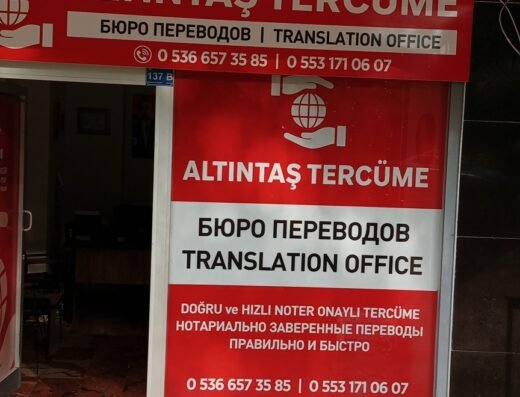 ALTINTAŞ TERCÜME
БЮРО ПЕРЕВОДОВ | TRANSLATION OFFICE
0 536 657 35 85 | 0 553 171 06 07
137 B
ALTINTAŞ TERCÜME
БЮРО ПЕРЕВОДОВ
TRANSLATION OFFICE
DOĞRU ve HIZLI NOTER ONAYLI TERCÜME
НОТАРИАЛЬНО ЗАВЕРЕННЫЕ ПЕРЕВОДЫ
ПРАВИЛЬНО И БЫСТРО
0 536 657 35 85 | 0 553 171 06 07